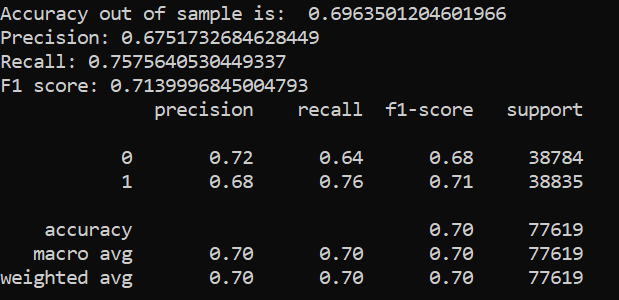 Accuracy out of sample is:  0.6963501204601966
Precision: 0.6751732684628449
Recall: 0.7575640530449337
F1 score: 0.7139996845004793
              precision    recall  f1-score   support

           0       0.72      0.64      0.68     38784
           1       0.68      0.76      0.71     38835

    accuracy                           0.70     77619
   macro avg       0.70      0.70      0.70     77619
weighted avg       0.70      0.70      0.70     77619